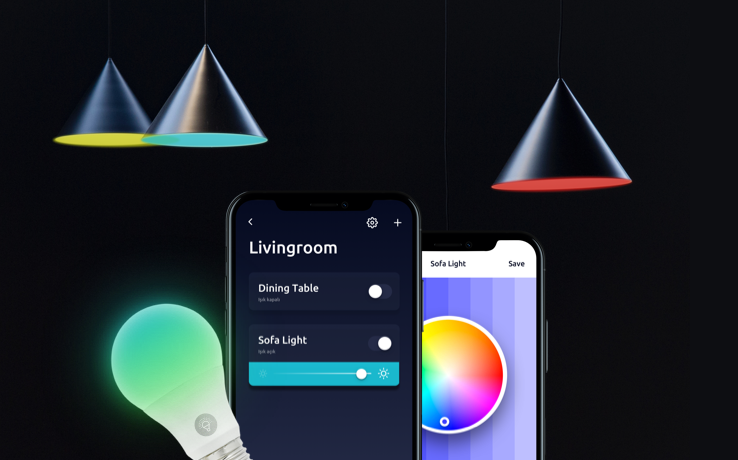 Livingroom
Dining Table
Işık kapalı
Sofa Light
Işık açık
Sofa Light
Save